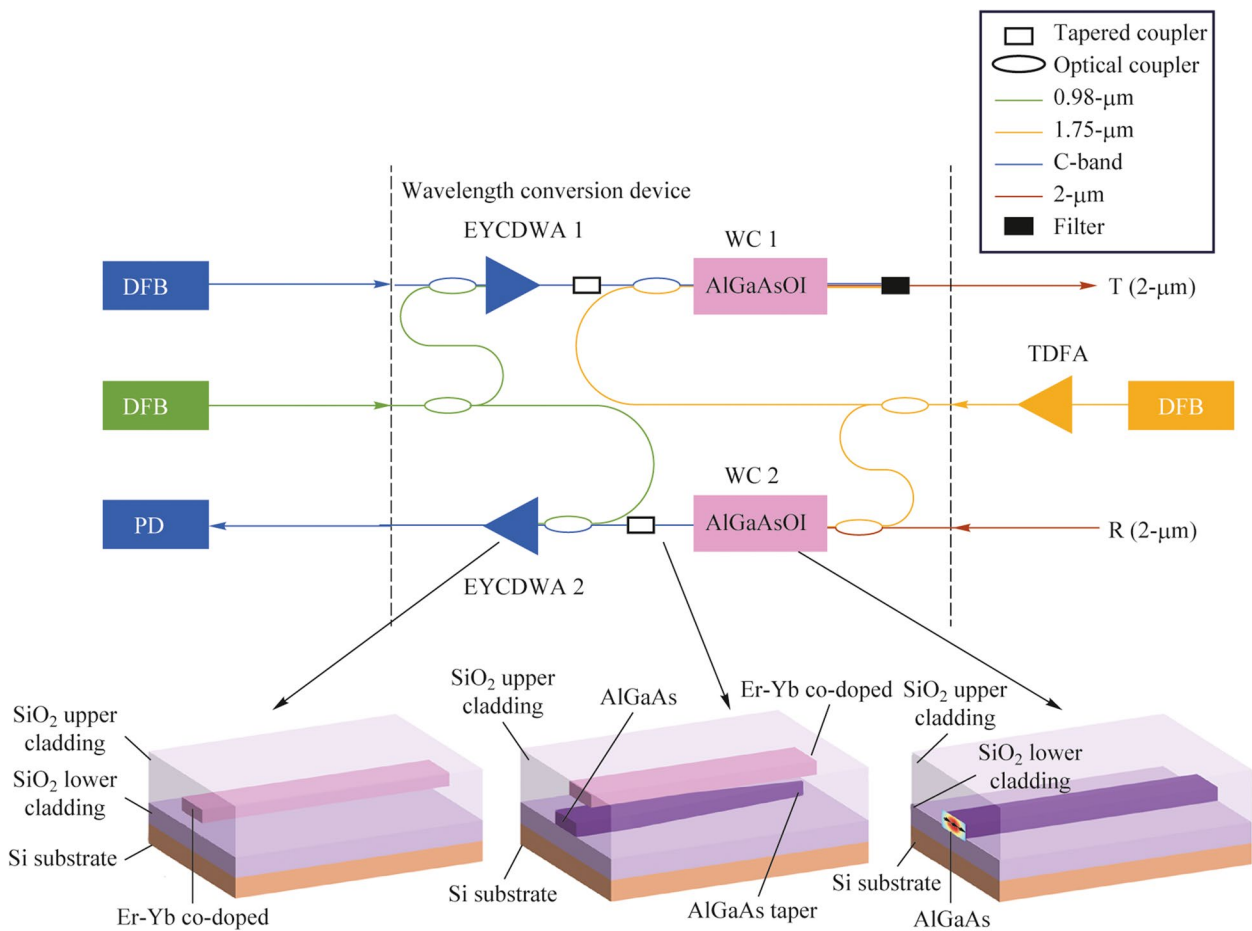 Tapered coupler
Optical coupler
0.98-μm
1.75-μm
C-band
2-μm
Filter
Wavelength conversion device
EYCDWA 1
WC 1
DFB
AlGaAsOI
T (2-μm)
TDFA
DFB
DFB
WC 2
PD
AlGaAsOI
R (2-μm)
EYCDWA 2
SiO₂ upper
cladding
SiO₂ lower
cladding
Si substrate
Er-Yb co-doped
SiO₂ upper
cladding
AlGaAs
Er-Yb co-doped
Si substrate
AlGaAs taper
SiO₂ upper
cladding
SiO₂ lower
cladding
Si substrate
AlGaAs